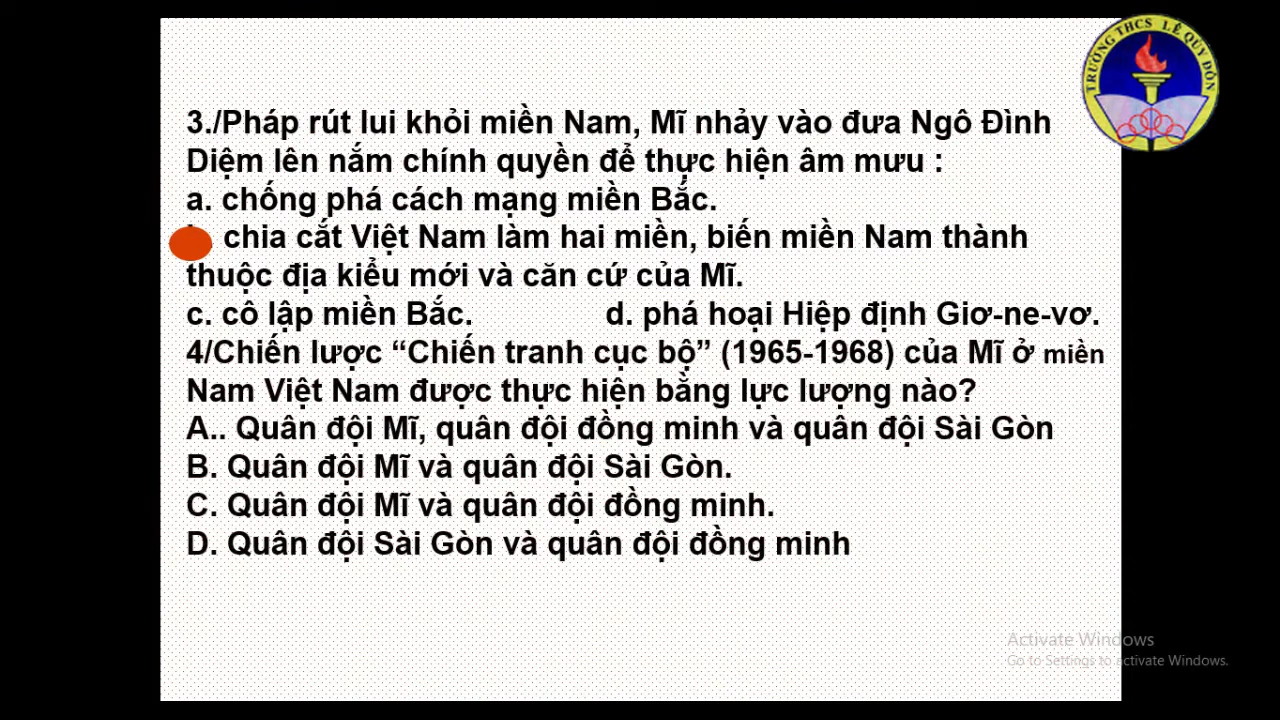 TRƯỜNG THCS LÊ QUÝ ĐÔN
3./Pháp rút lui khỏi miền Nam, Mĩ nhảy vào đưa Ngô Đình
Diệm lên nắm chính quyền để thực hiện âm mưu :
a. chống phá cách mạng miền Bắc.
chia cắt Việt Nam làm hai miền, biến miền Nam thành
thuộc địa kiểu mới và căn cứ của Mĩ.
c. cô lập miền Bắc. d. phá hoại Hiệp định Giơ-ne-vơ.
4/Chiến lược “Chiến tranh cục bộ” (1965-1968) của Mĩ ở miền
Nam Việt Nam được thực hiện bằng lực lượng nào?
A.. Quân đội Mĩ, quân đội đồng minh và quân đội Sài Gòn
B. Quân đội Mĩ và quân đội Sài Gòn.
C. Quân đội Mĩ và quân đội đồng minh.
D. Quân đội Sài Gòn và quân đội đồng minh
Activate Windows
Go to Settings to activate Windows.